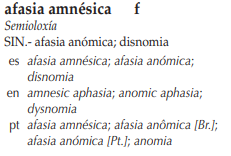 afasia amnésica f
Semioloxía
SIN.- afasia anómica; disnomia
es afasia amnésica; afasia anómica;
disnomia
en amnesic aphasia; anomic aphasia;
dysnomia
pt afasia amnésica; afasia anômica [Br.];
afasia anómica [Pt.]; anomia